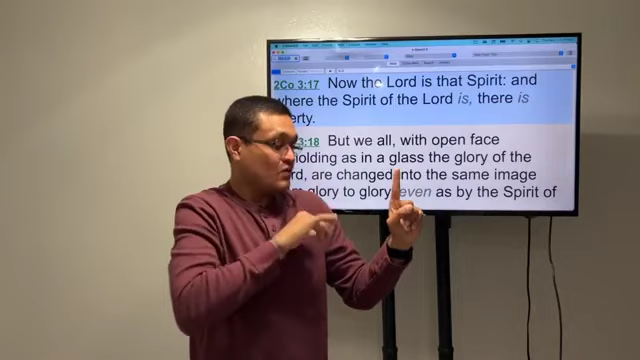 2Co 3:17 Now the Lord is that Spirit: and
where the Spirit of the Lord is, there is
erty.
3:18 But we all, with open face
holding as in a glass the glory of the
rd, are changed into the same image
glory to glory even as by the Spirit of